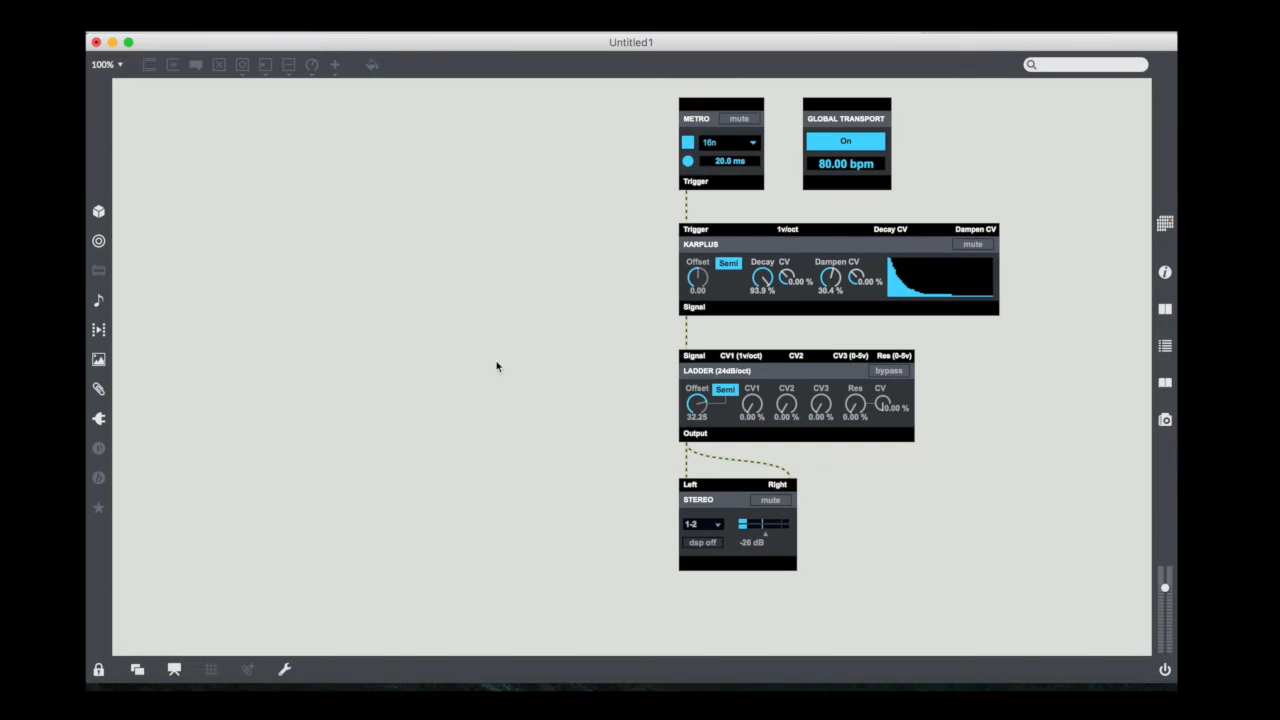 Untitled1
100%
METRO mute
16n
20.0 ms
Trigger
GLOBAL TRANSPORT
On
80.00 bpm
Trigger 1v/oct Decay CV Dampen CV
KARPLUS mute
Offset Semi Decay CV Dampen CV
0.00 93.9 % 0.00 % 30.4 % 0.00 %
Signal
Signal CV1 (1v/oct) CV2 CV3 (0-5v) Res (0-5v)
LADDER (24dB/oct) bypass
Offset Semi CV1 CV2 CV3 Res CV
32.25 0.00 % 0.00 % 0.00 % 0.00 % 0.00 %
Output
Left Right
STEREO mute
1-2
dsp off -26 dB